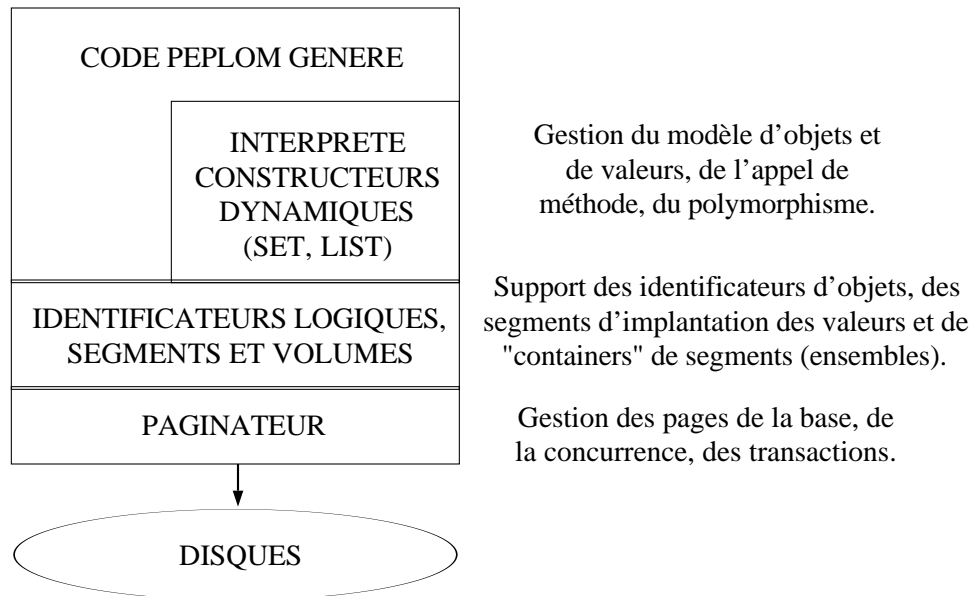 CODE PEPLOM GENERE
INTERPRETE
CONSTRUCTEURS
DYNAMIQUES
(SET, LIST)
Gestion du modèle d'objets et
de valeurs, de l'appel de
méthode, du polymorphisme.
IDENTIFICATEURS LOGIQUES,
SEGMENTS ET VOLUMES
Support des identificateurs d'objets, des
segments d'implantation des valeurs et de
"containers" de segments (ensembles).
PAGINATEUR
Gestion des pages de la base, de
la concurrence, des transactions.
DISQUES